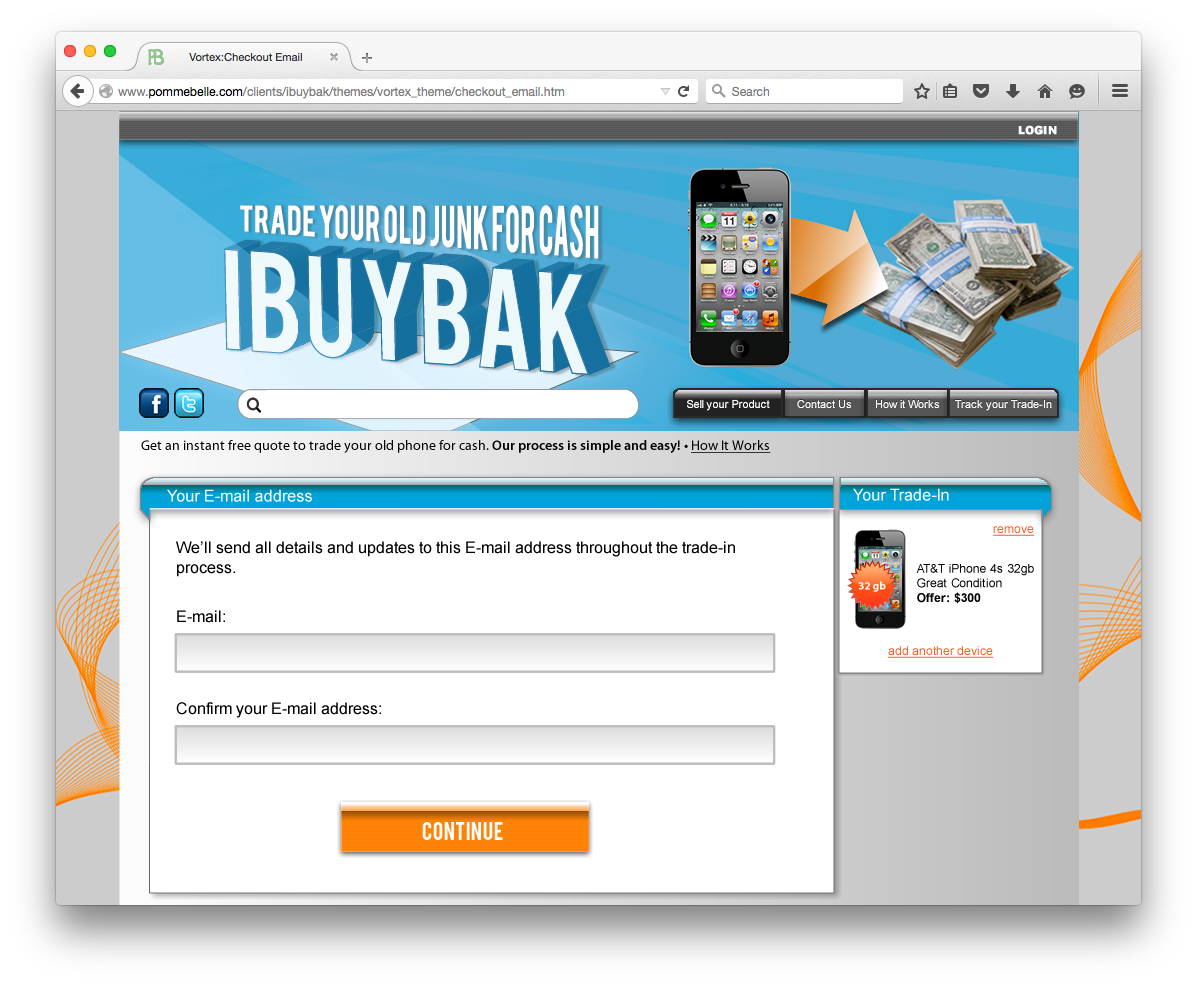 Vortex:Checkout Email
www.pommebelle.com/clients/ibuybak/themes/vortex_theme/checkout_email.htm
Search
LOGIN
TRADE YOUR OLD JUNK FOR CASH
IBUYBAK
Sell your Product
Contact Us
How it Works
Track your Trade-In
Get an instant free quote to trade your old phone for cash. Our process is simple and easy! • How It Works
Your E-mail address
We’ll send all details and updates to this E-mail address throughout the trade-in
process.
E-mail:
Confirm your E-mail address:
CONTINUE
Your Trade-In
remove
32 gb
AT&T iPhone 4s 32gb
Great Condition
Offer: $300
add another device